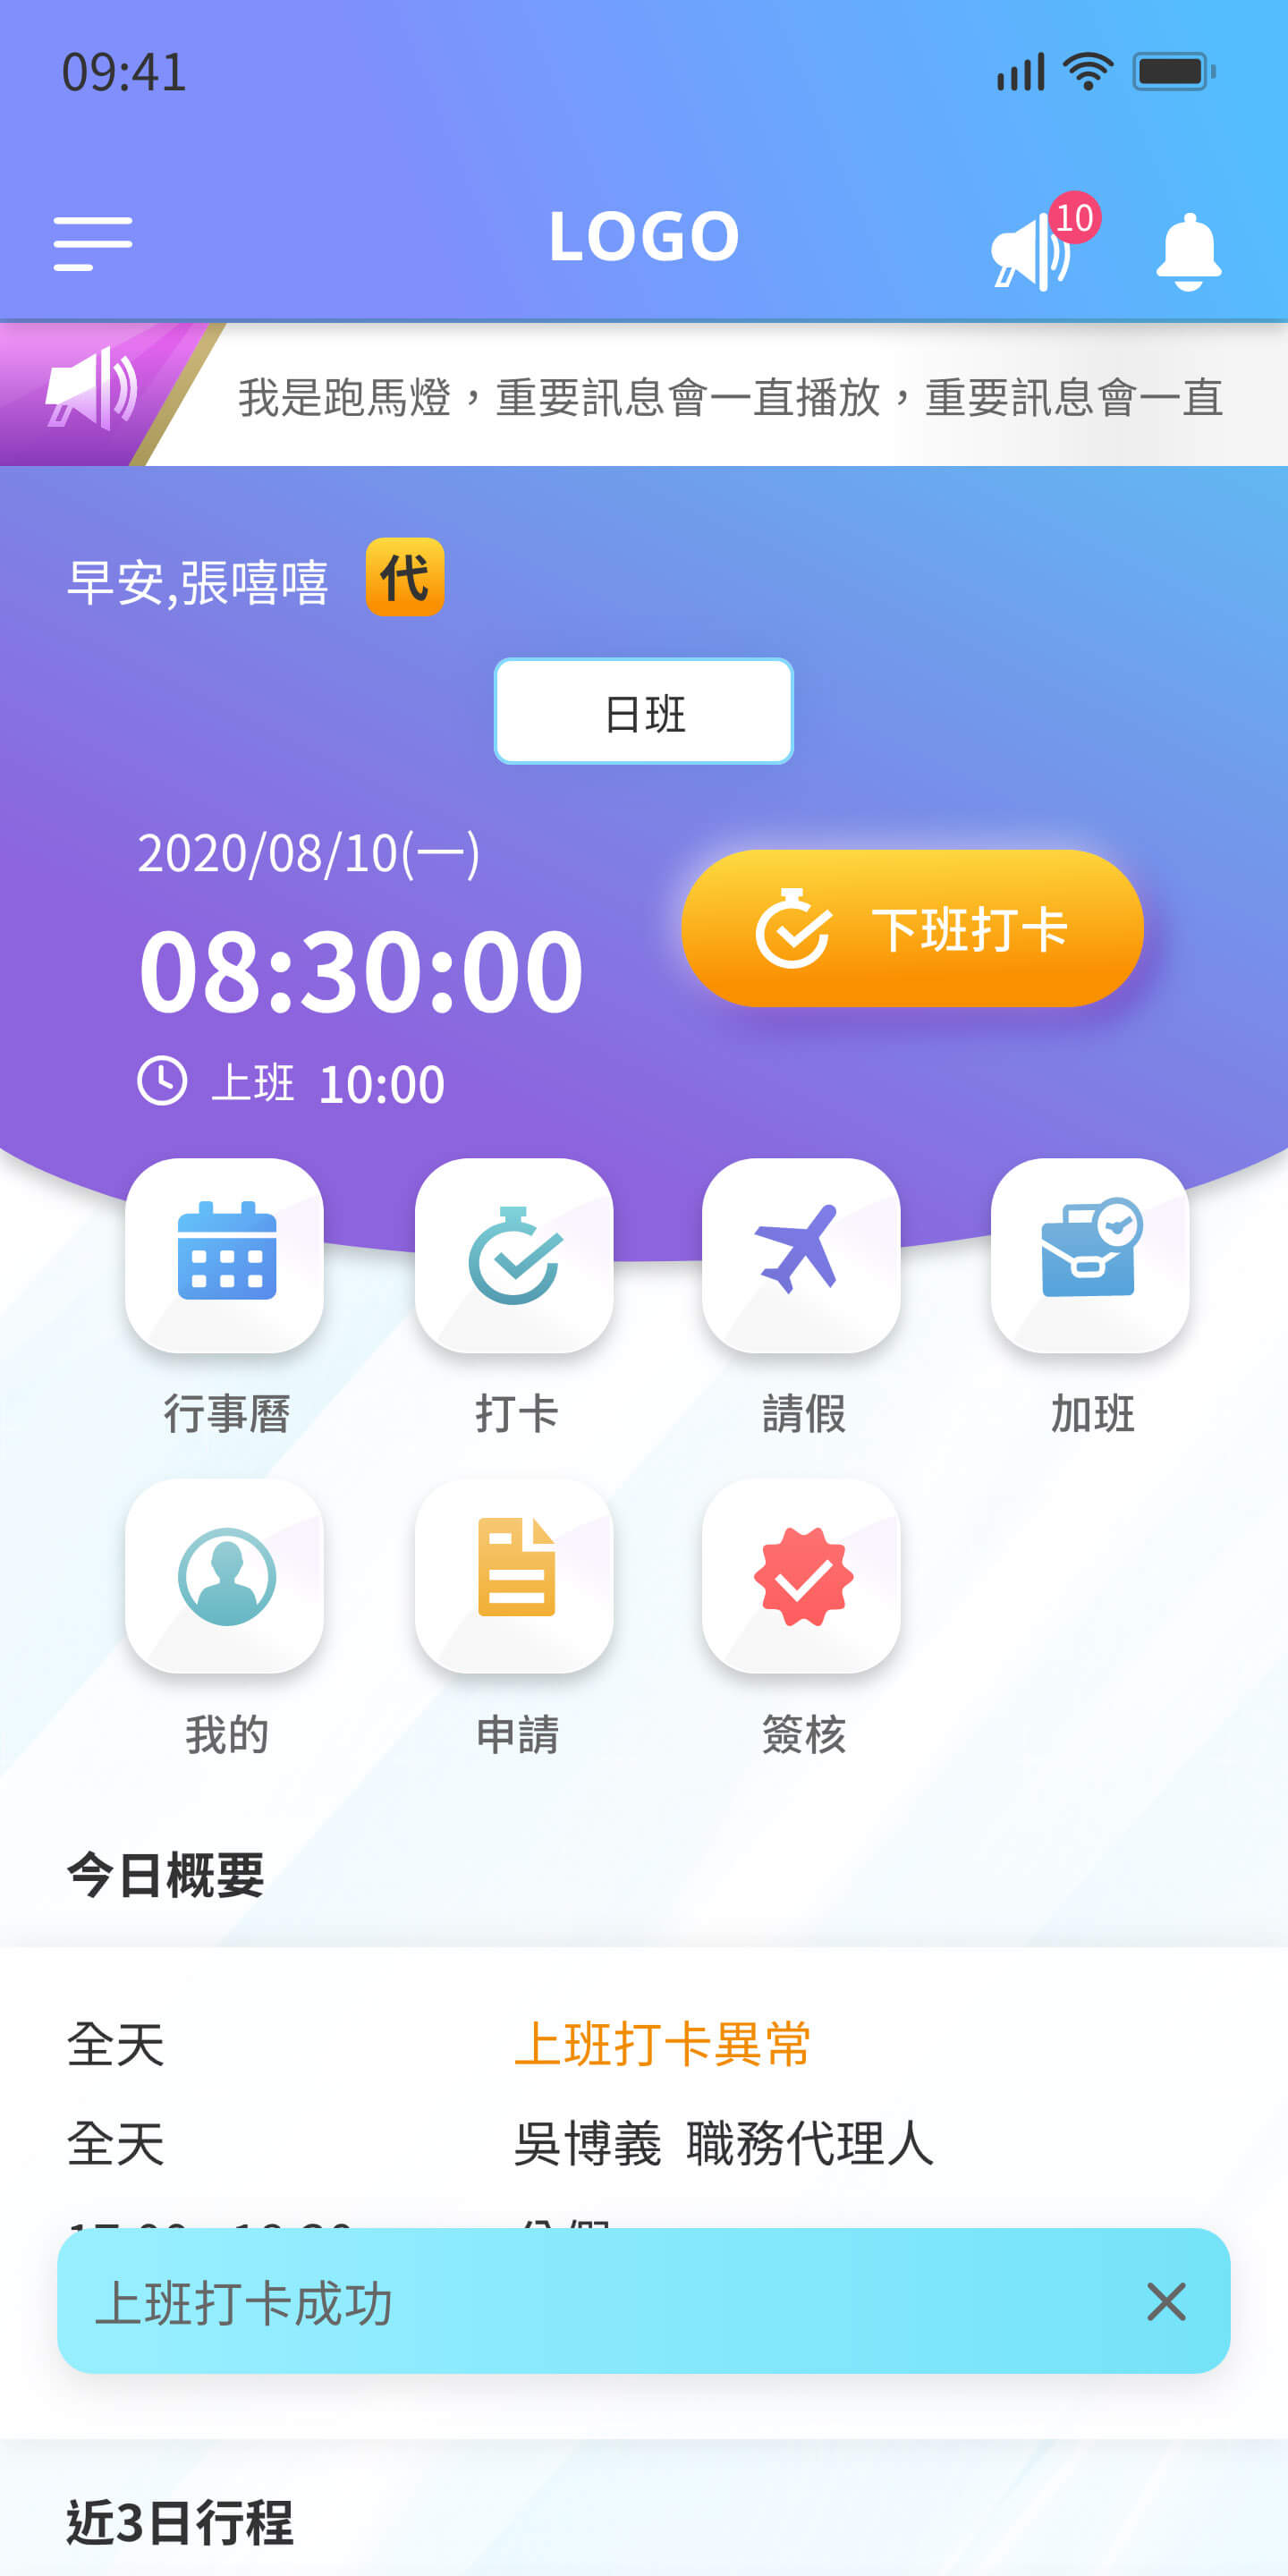 09:41
LOGO
10
我是跑馬燈，重要訊息會一直播放，重要訊息會一直
早安,張嘻嘻 代
日班
2020/08/10(一)
08:30:00
下班打卡
上班 10:00
行事曆 打卡 請假 加班
我的 申請 簽核
今日概要
全天 上班打卡異常
全天 吳博義 職務代理人
上班打卡成功
近3日行程